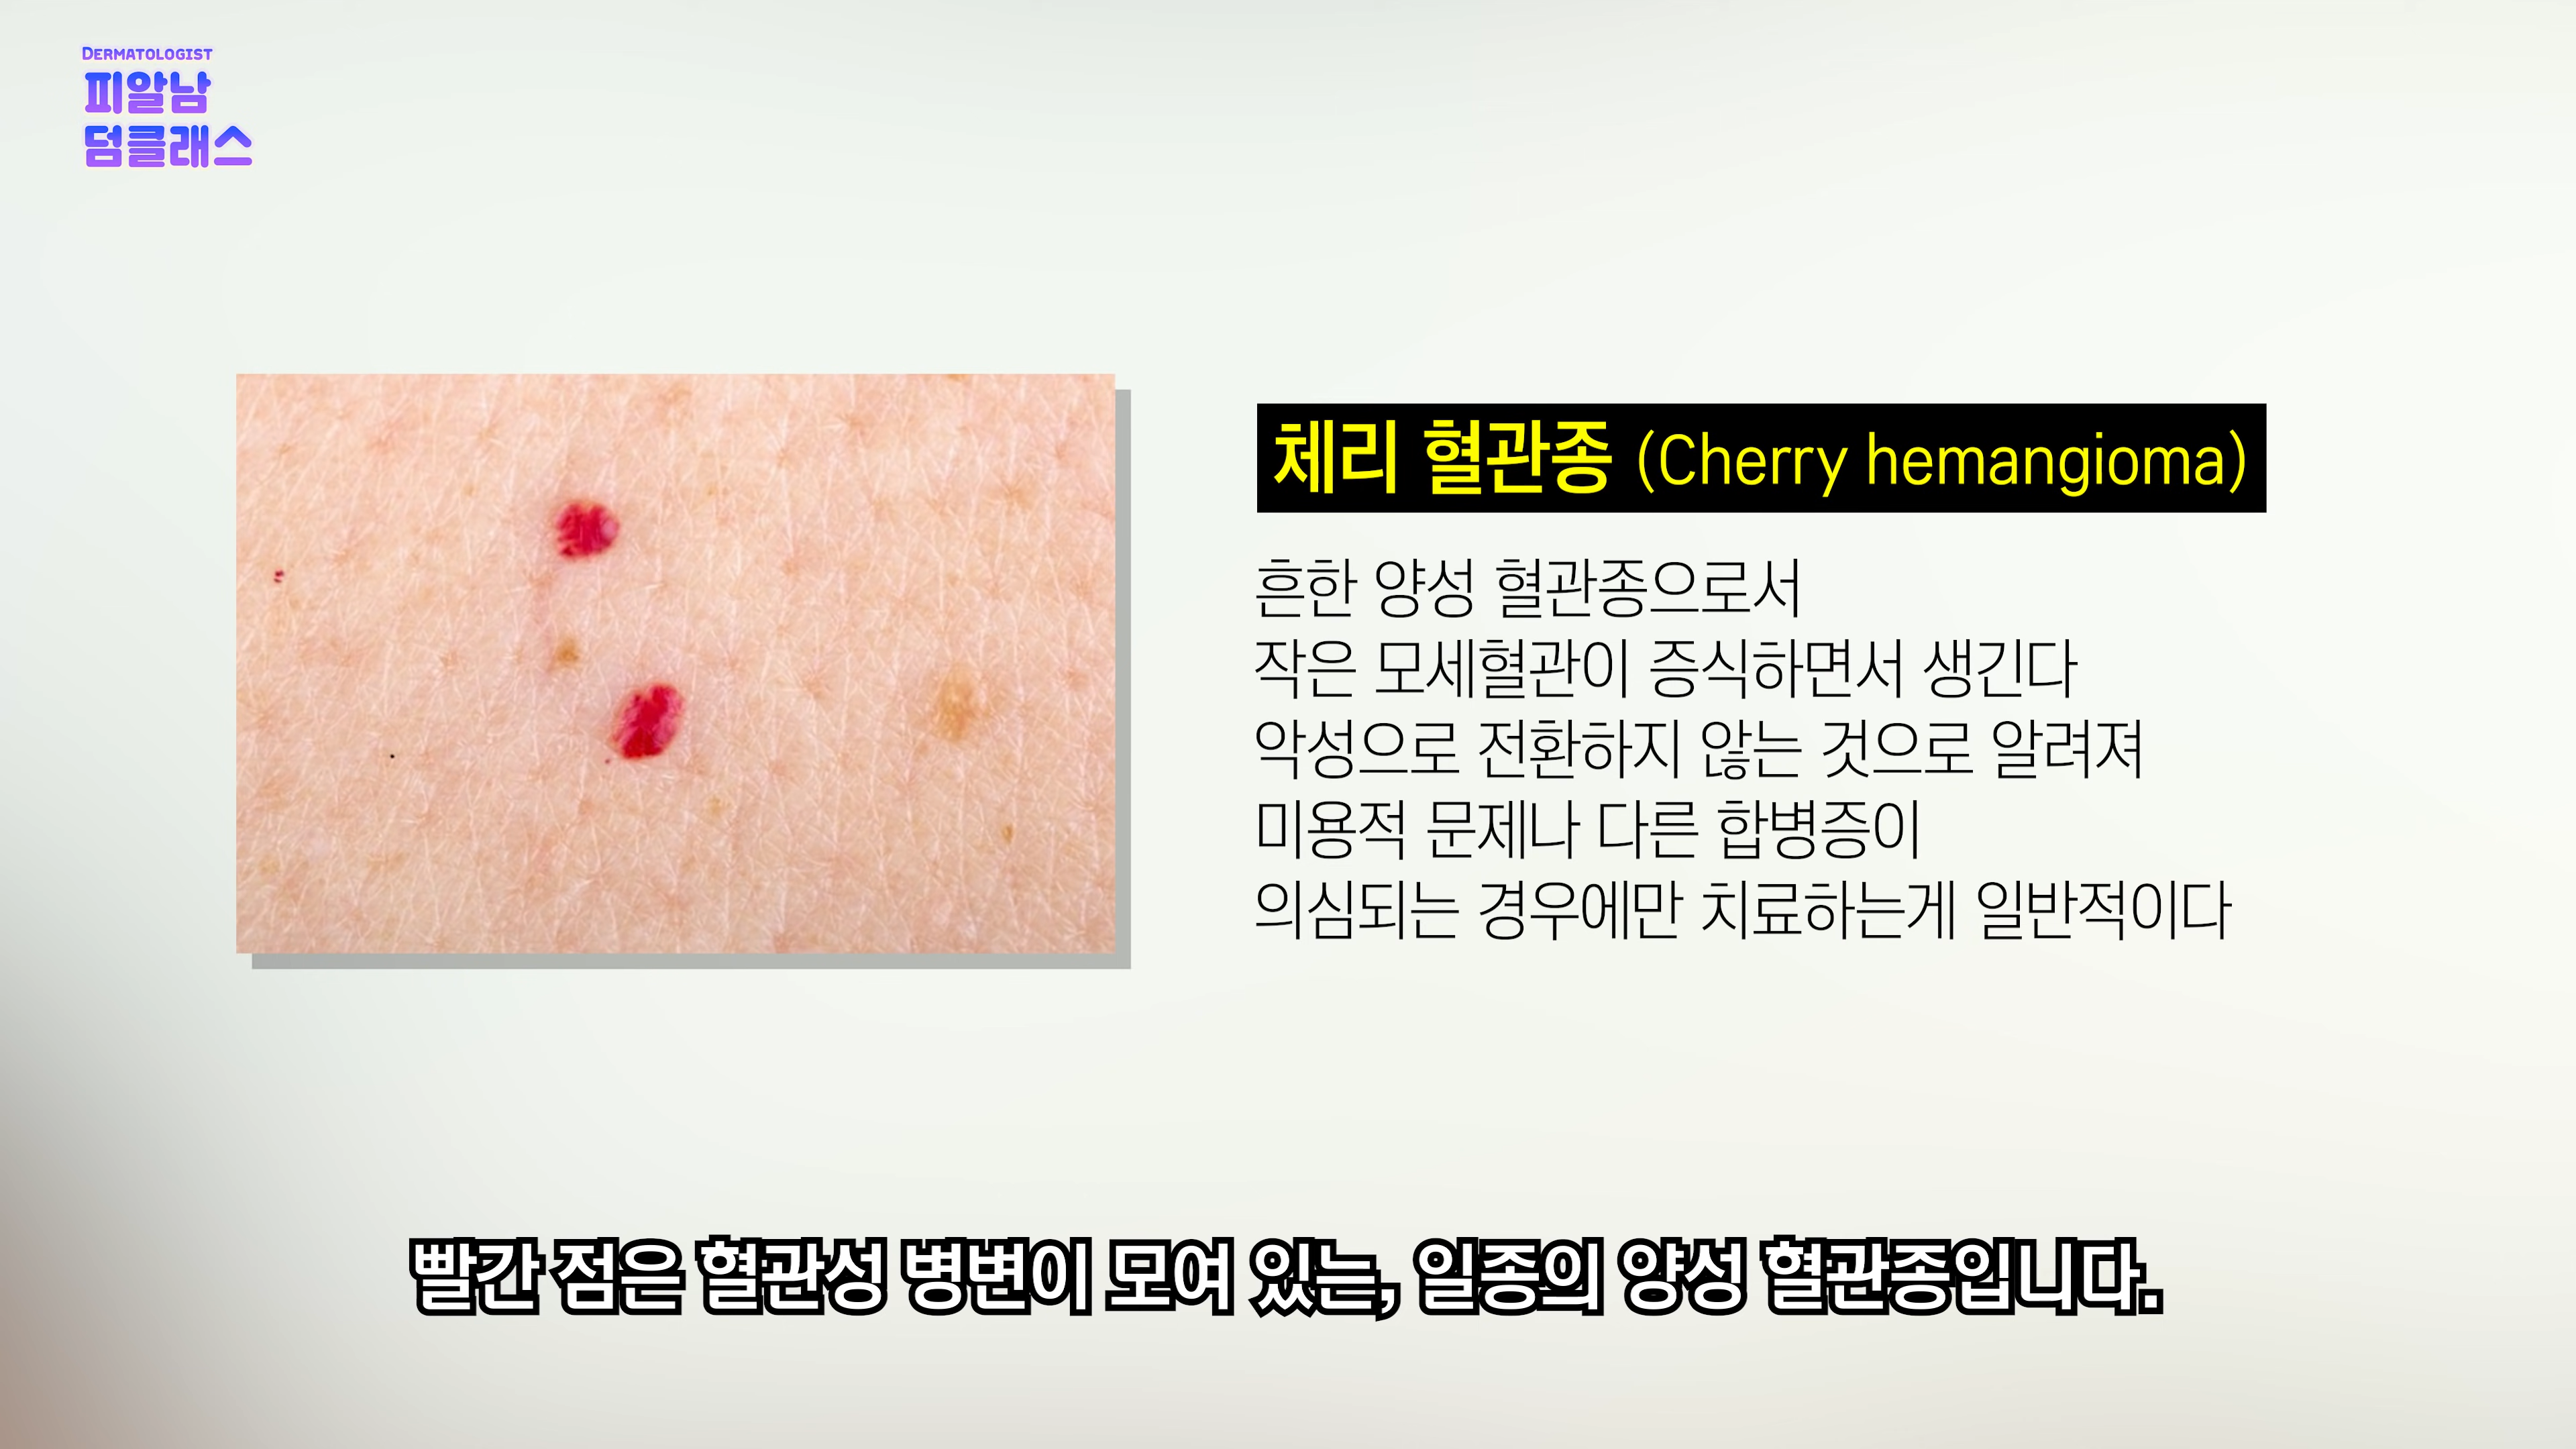 DERMATOLOGIST
피알남
덤클래스
체리 혈관종 (Cherry hemangioma)
흔한 양성 혈관종으로서
작은 모세혈관이 증식하면서 생긴다
악성으로 전환하지 않는 것으로 알려져
미용적 문제나 다른 합병증이
의심되는 경우에만 치료하는게 일반적이다
빨간 점은 혈관성 병변이 모여 있는, 일종의 양성 혈관종입니다.